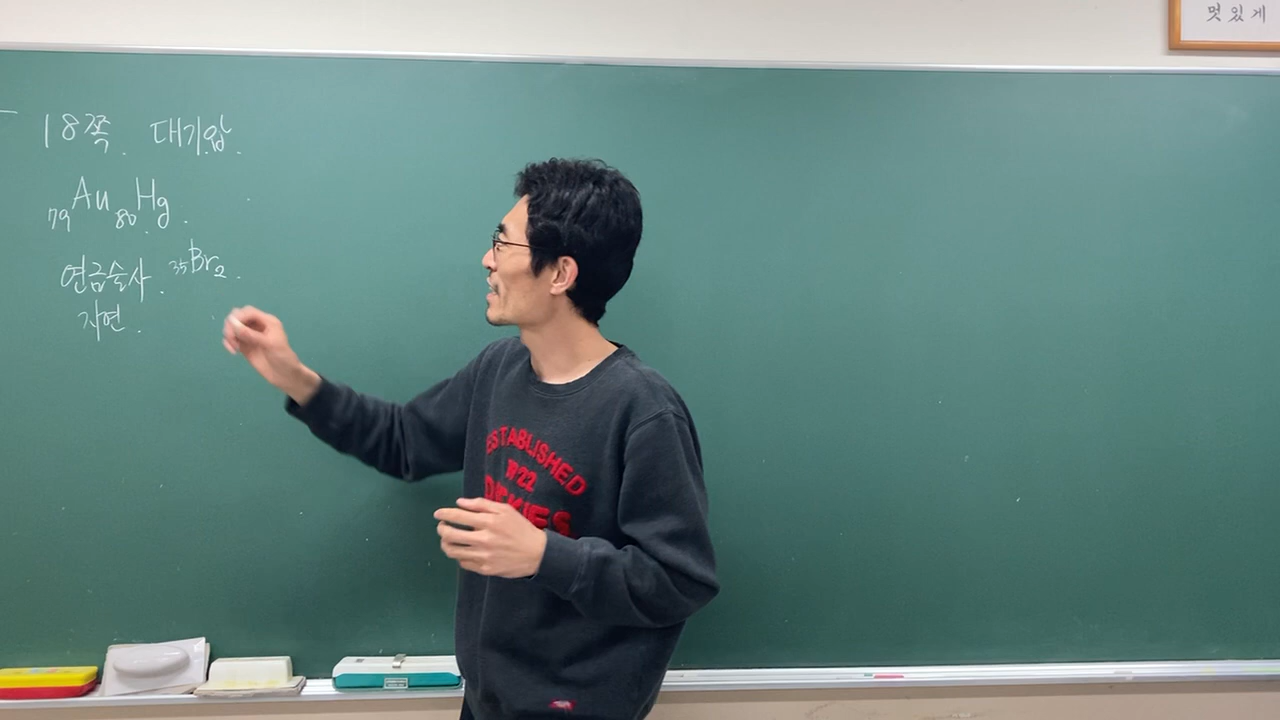 멋있게
18쪽. 대기압.
79Au 80Hg.
연금술사. 35Br2.
자연.
ESTABLISHED
1922
DICKIES